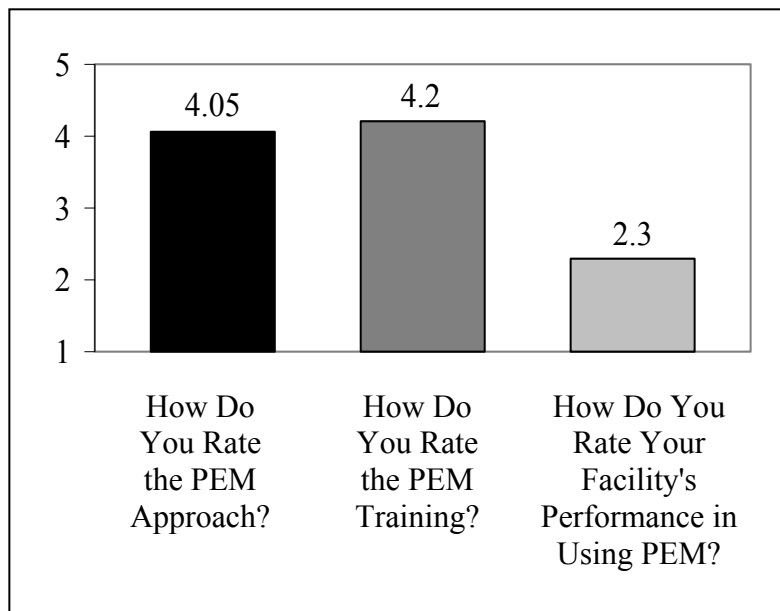 5
4.05
4.2
4
3
2.3
2
1
How Do
You Rate
the PEM
Approach?
How Do
You Rate
the PEM
Training?
How Do You
Rate Your
Facility's
Performance in
Using PEM?